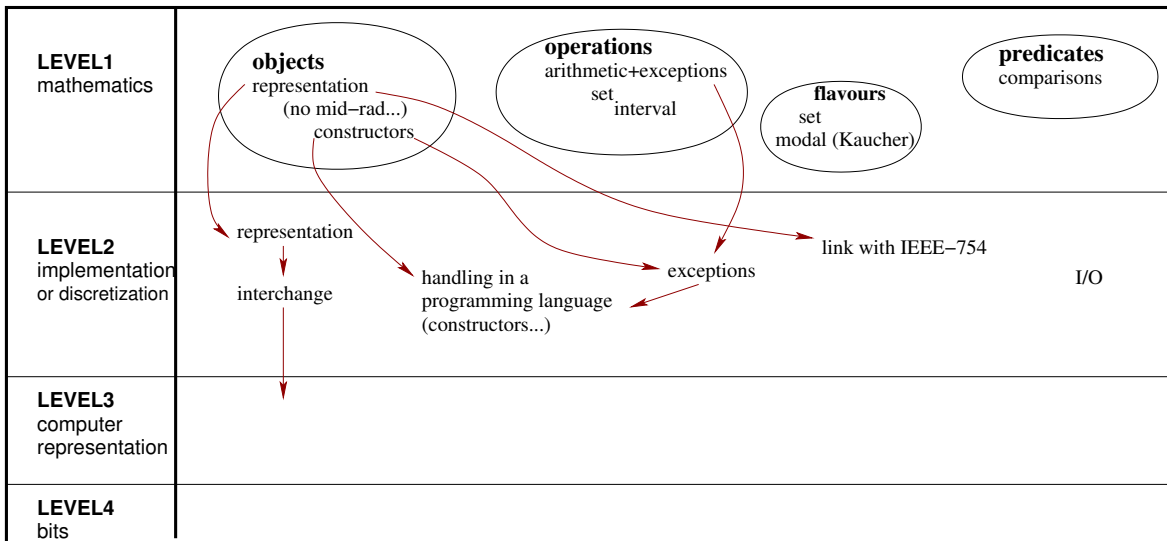 LEVEL1
mathematics
objects
representation
(no mid−rad...)
constructors
operations
arithmetic+exceptions
set
interval
flavours
set
modal (Kaucher)
predicates
comparisons
LEVEL2
implementation
or discretization
representation
interchange
handling in a
programming language
(constructors...)
exceptions
link with IEEE−754
I/O
LEVEL3
computer
representation
LEVEL4
bits